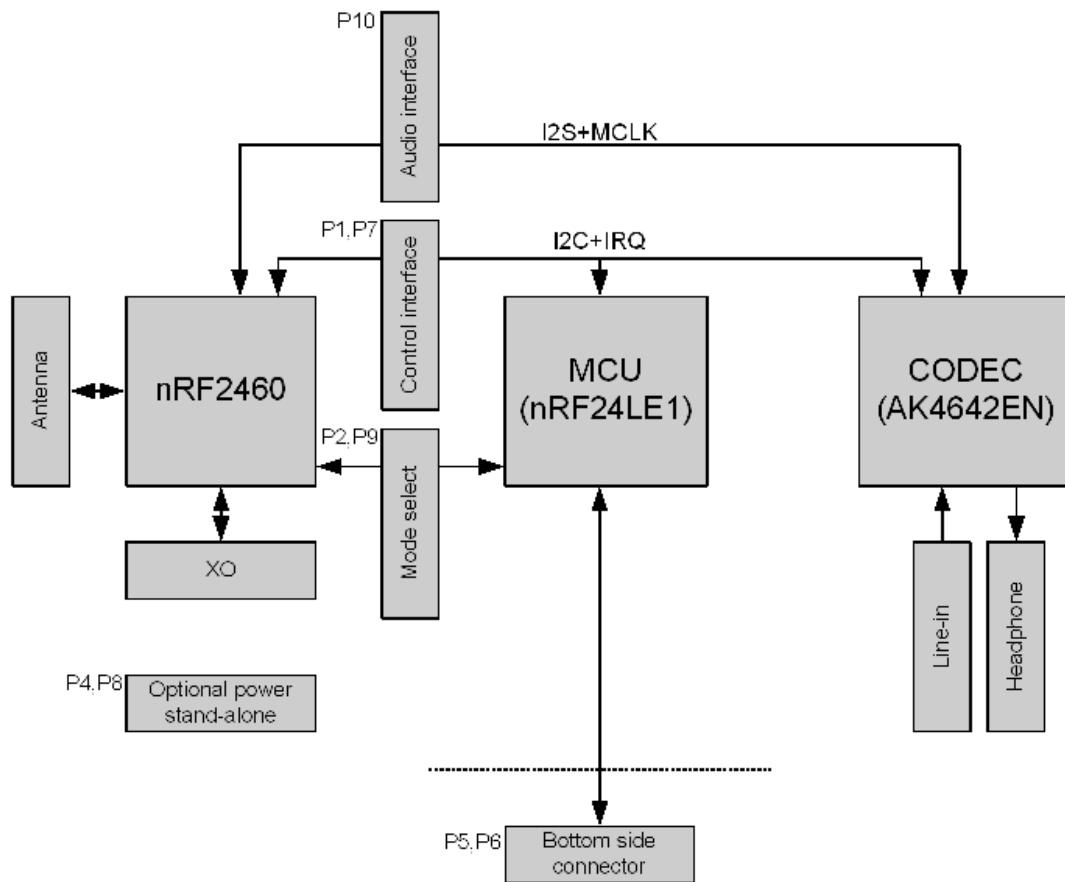 P10
Audio interface
I2S+MCLK
P1,P7
Control interface
I2C+IRQ
Antenna
nRF2460
MCU
(nRF24LE1)
CODEC
(AK4642EN)
P2,P9
Mode select
XO
Line-in
Headphone
P4,P8
Optional power
stand-alone
P5,P6
Bottom side
connector